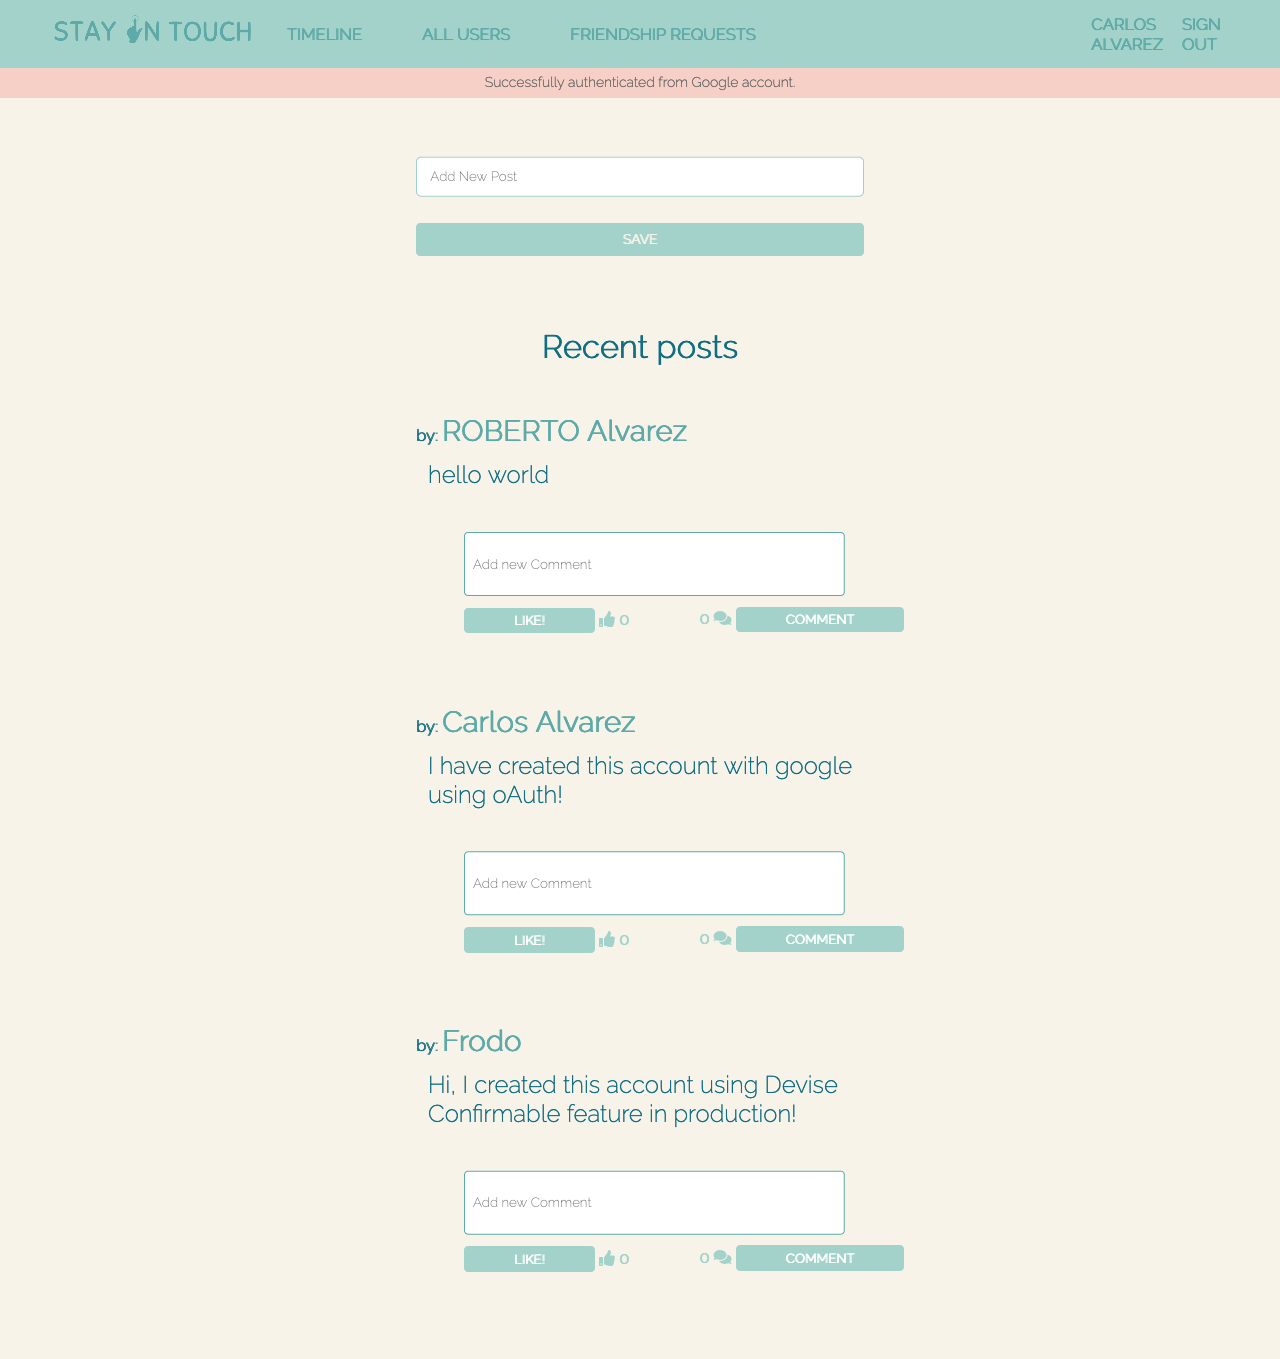 STAY IN TOUCH
TIMELINE
ALL USERS
FRIENDSHIP REQUESTS
CARLOS
ALVAREZ
SIGN
OUT
Successfully authenticated from Google account.
Add New Post
SAVE
Recent posts
by: ROBERTO Alvarez
hello world
Add new Comment
LIKE! 0 0 COMMENT
by: Carlos Alvarez
I have created this account with google
using oAuth!
Add new Comment
LIKE! 0 0 COMMENT
by: Frodo
Hi, I created this account using Devise
Confirmable feature in production!
Add new Comment
LIKE! 0 0 COMMENT